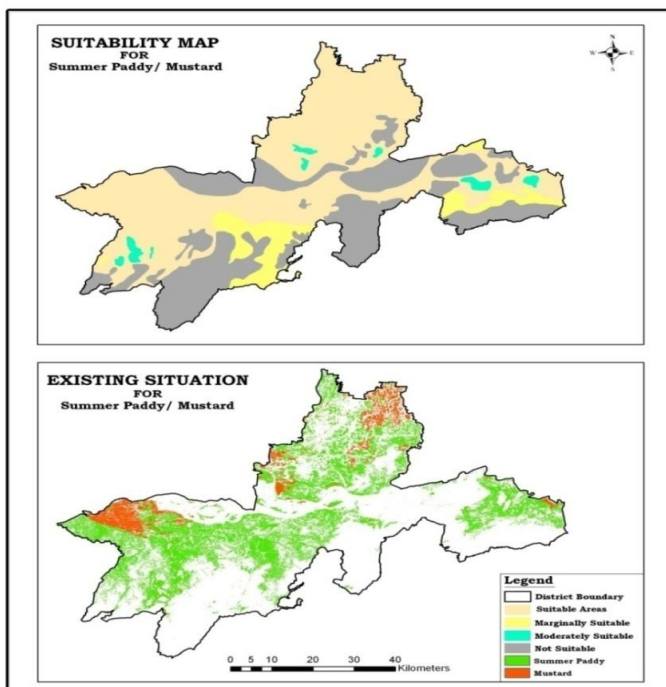 SUITABILITY MAP
FOR
Summer Paddy/ Mustard
N
W E
S
EXISTING SITUATION
FOR
Summer Paddy/ Mustard
Legend
District Boundary
Suitable Areas
Marginally Suitable
Moderately Suitable
Not Suitable
Summer Paddy
Mustard
0 5 10 20 30 40
Kilometers